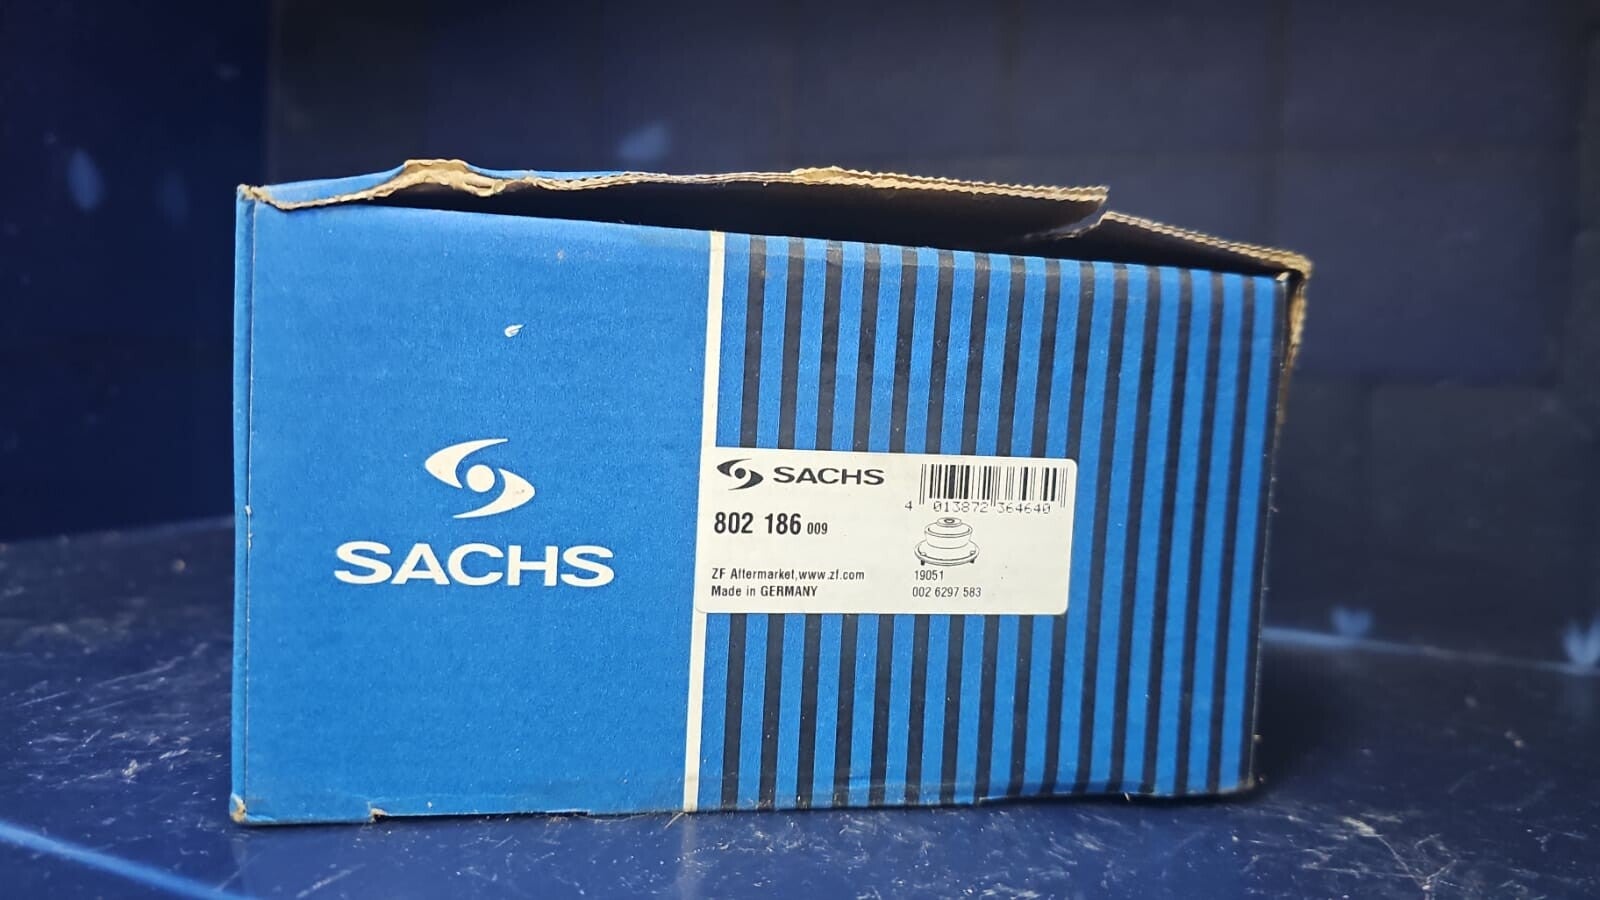 SACHS
SACHS
4 013872 364640
802 186 009
ZF Aftermarket,www.zf.com
Made in GERMANY
19051
002 6297 583